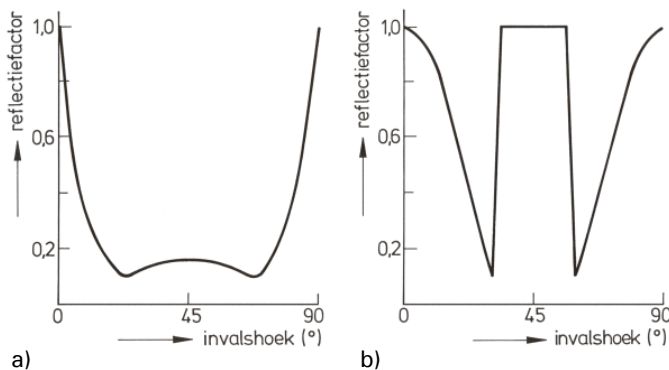 1,0
reflectiefactor
0,6
0,2
0 45 90
invalshoek (°)
a)
1,0
reflectiefactor
0,6
0,2
0 45 90
invalshoek (°)
b)